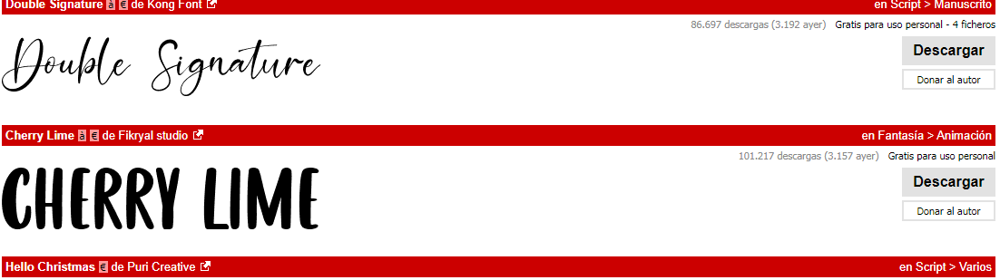 Double Signature à € de Kong Font en Script > Manuscrito
86.697 descargas (3.192 ayer) Gratis para uso personal - 4 ficheros
Double Signature
Descargar
Donar al autor
Cherry Lime à € de Fikryal studio en Fantasía > Animación
101.217 descargas (3.157 ayer) Gratis para uso personal
CHERRY LIME
Descargar
Donar al autor
Hello Christmas € de Puri Creative en Script > Varios